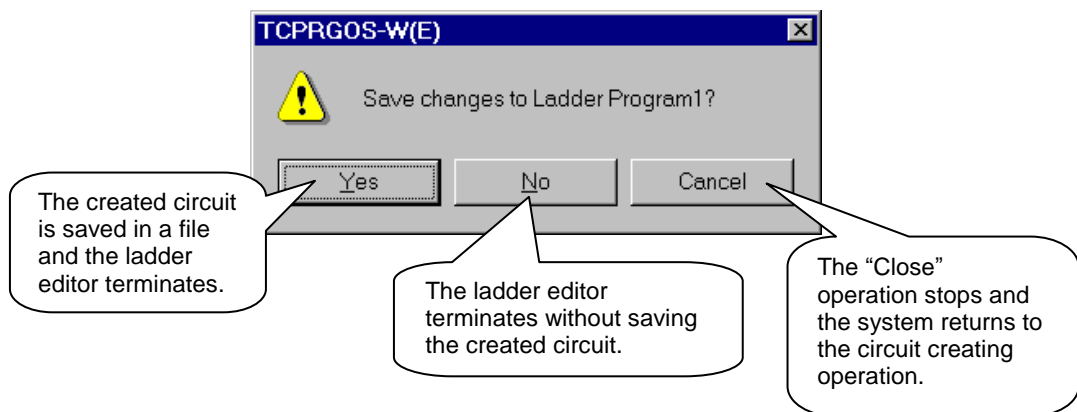 TCPRGOS-W(E)
Save changes to Ladder Program1?
Yes
No
Cancel
The created circuit
is saved in a file
and the ladder
editor terminates.
The ladder editor
terminates without saving
the created circuit.
The “Close”
operation stops and
the system returns to
the circuit creating
operation.